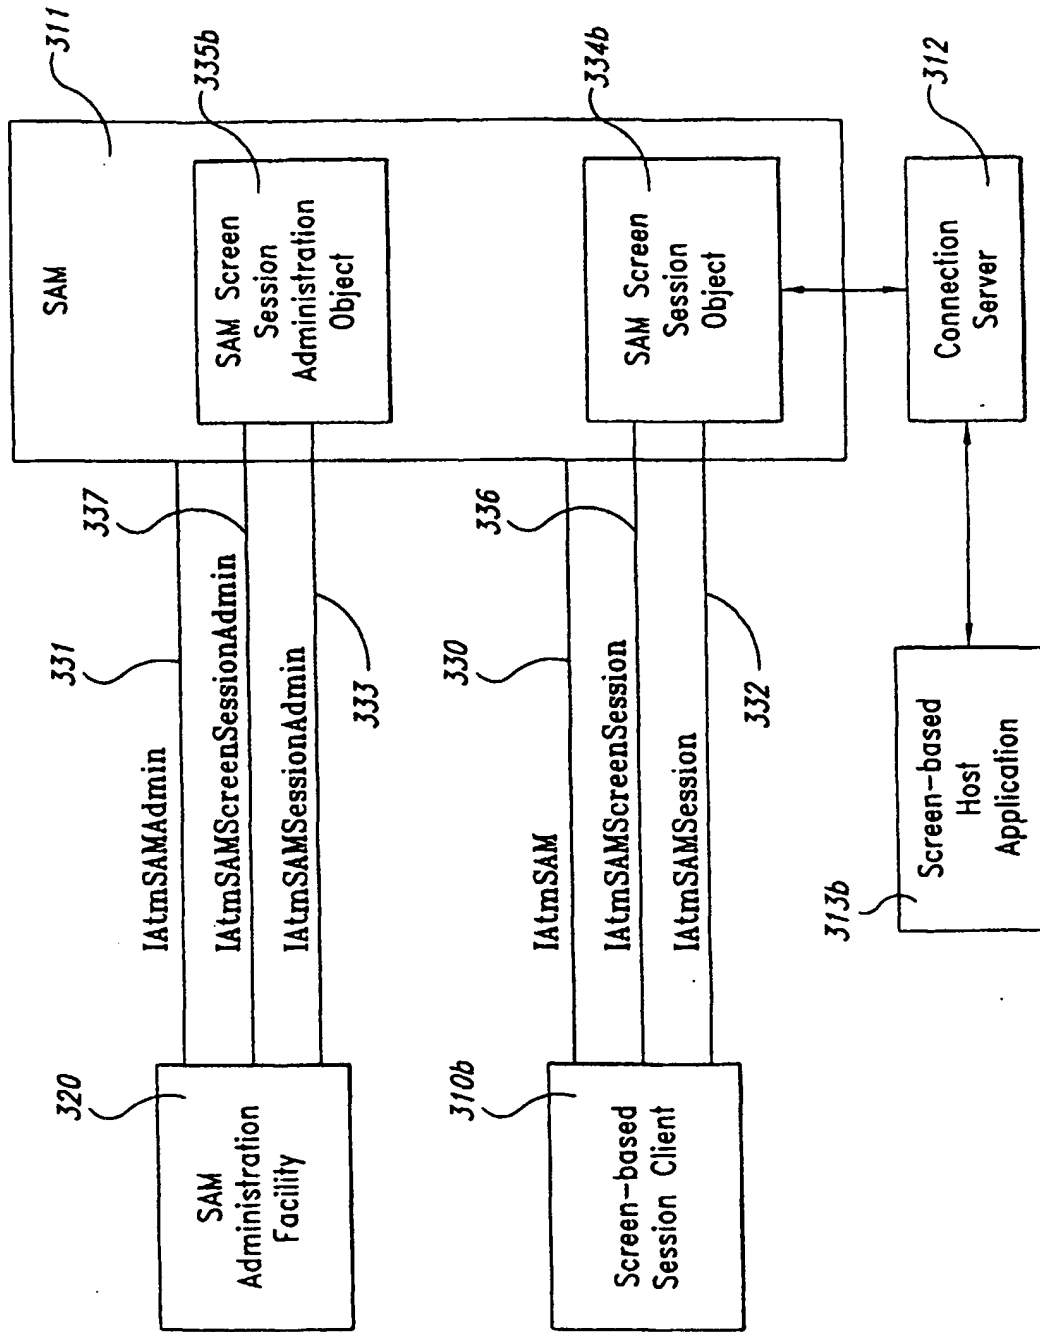 SAM
311
SAM Screen
Session
Administration
Object
335b
SAM Screen
Session
Object
334b
Connection
Server
312
331
IAtmSAMAdmin
337
IAtmSAMScreenSessionAdmin
IAtmSAMSessionAdmin
333
330
IAtmSAM
336
IAtmSAMScreenSession
IAtmSAMSession
332
Screen-based
Host
Application
313b
320
SAM
Administration
Facility
310b
Screen-based
Session Client